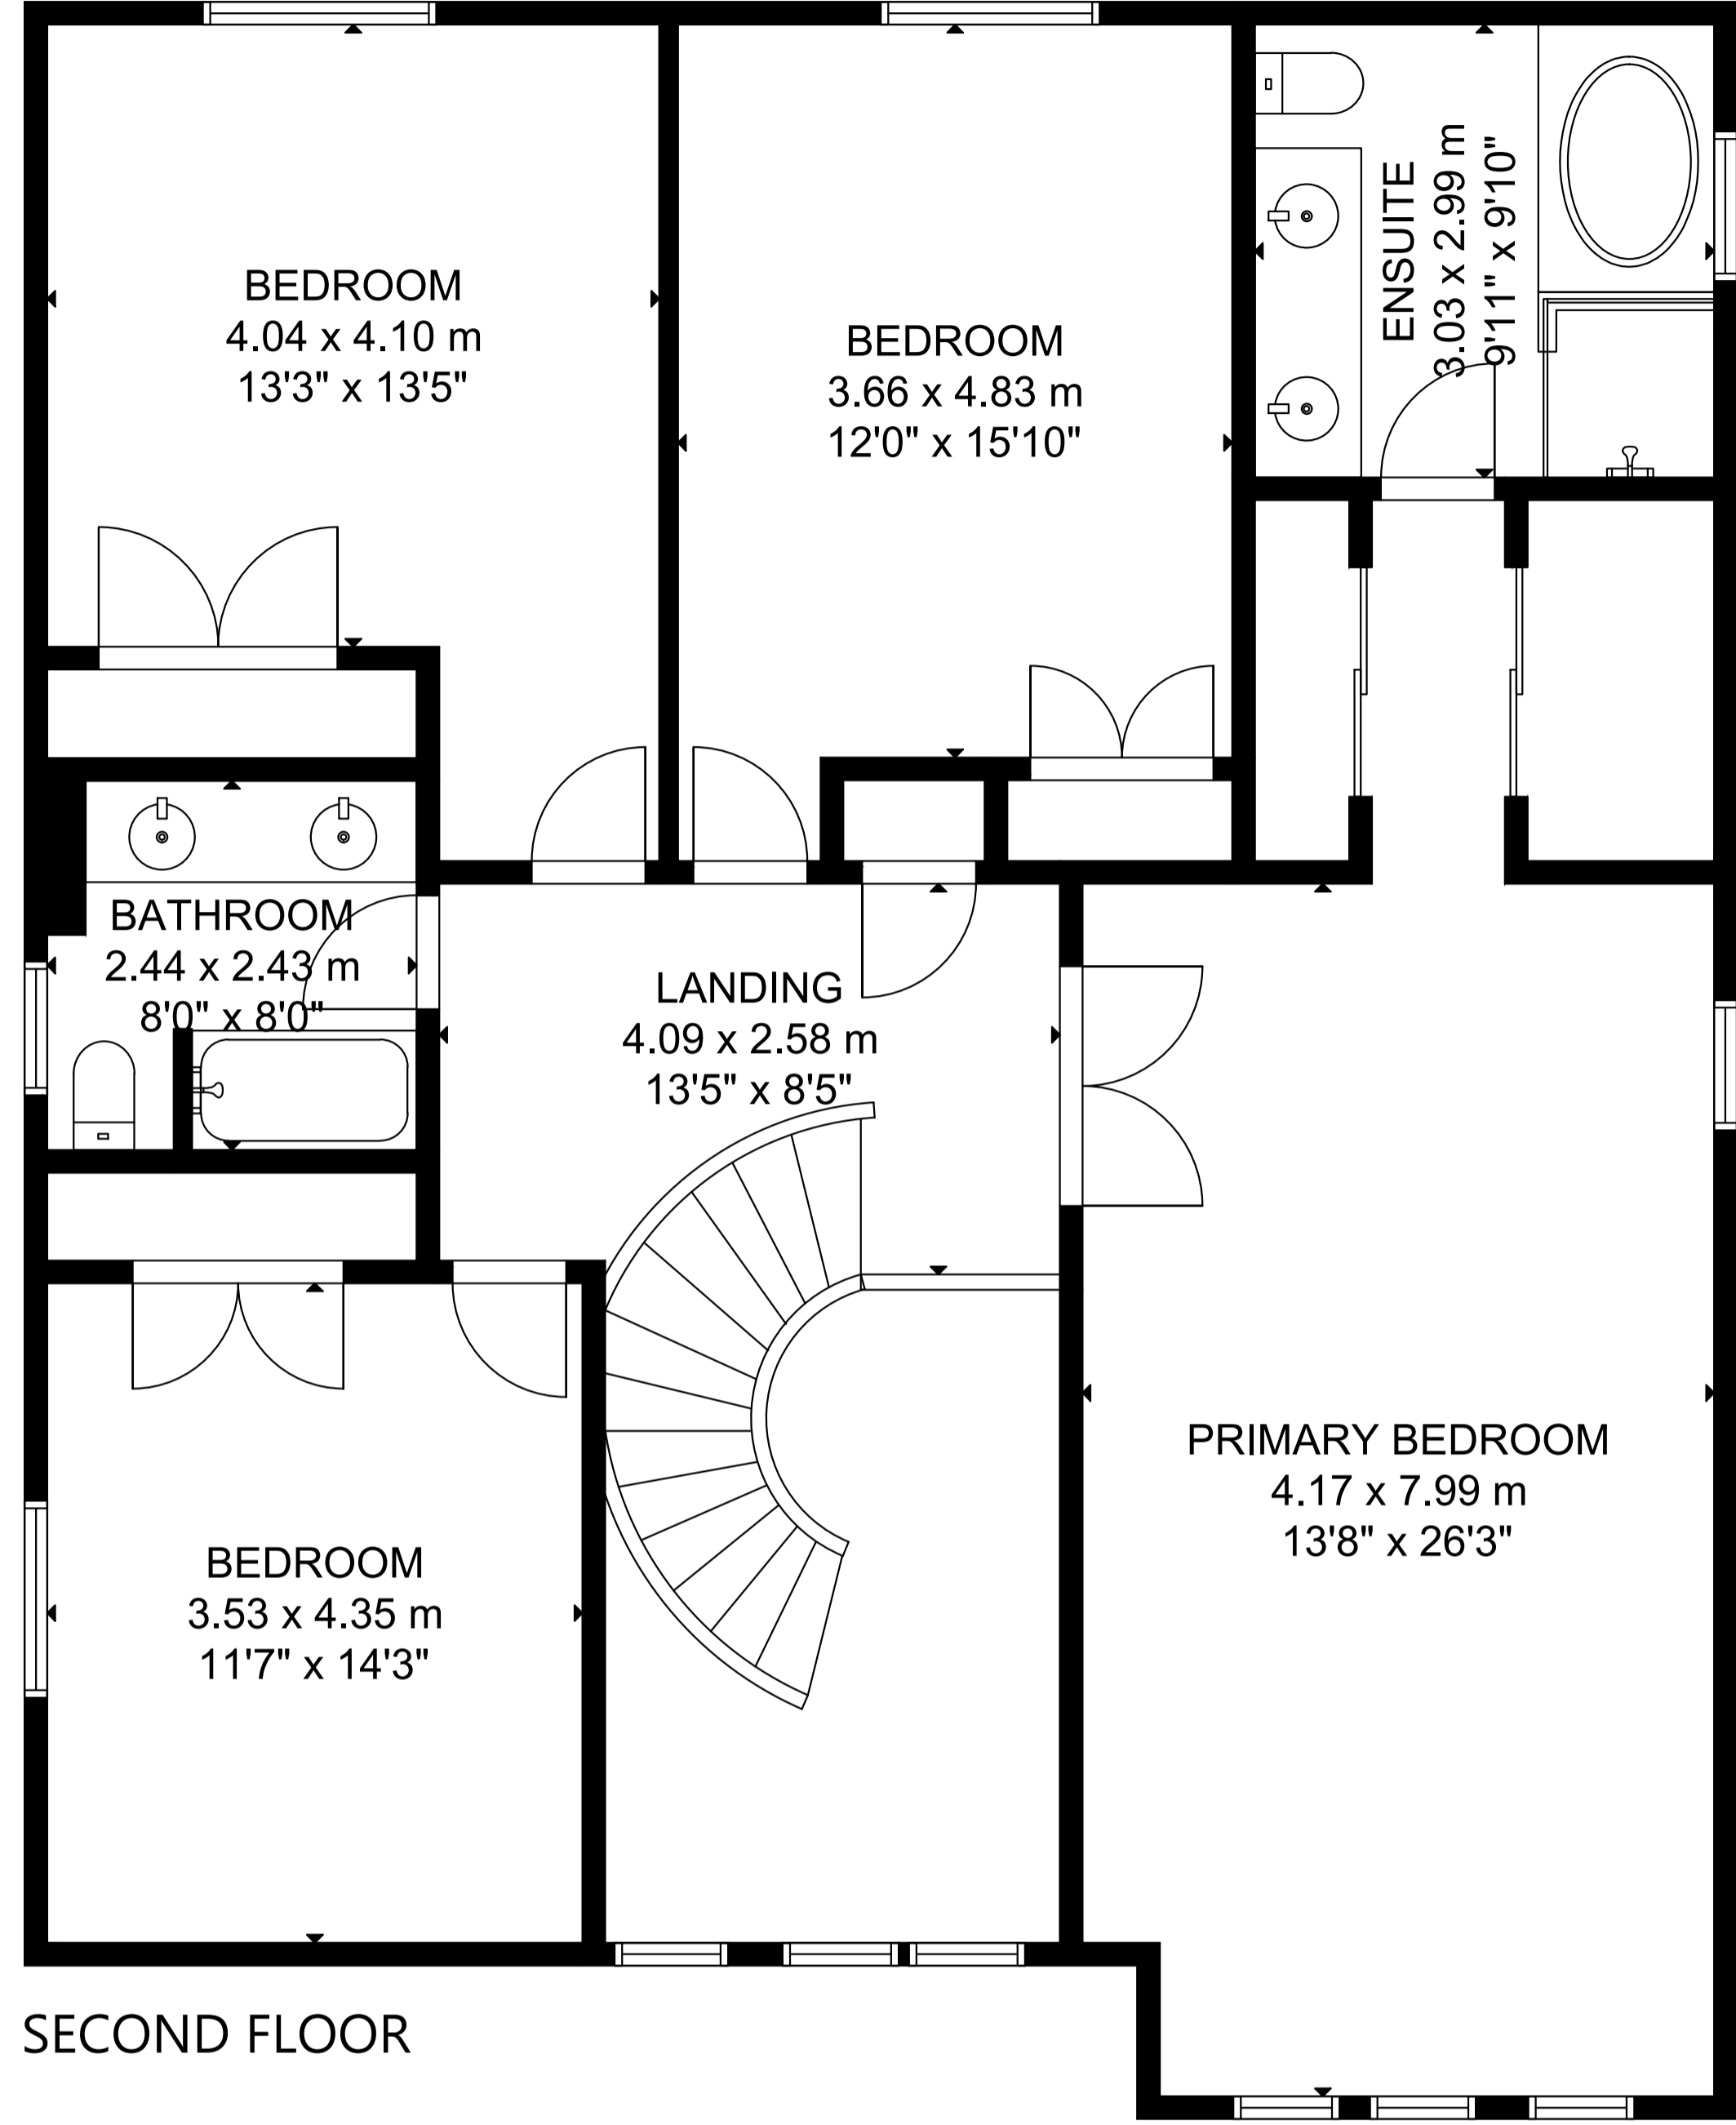 BEDROOM
4.04 x 4.10 m
13'3" x 13'5"
BEDROOM
3.66 x 4.83 m
12'0" x 15'10"
ENSUITE
3.03 x 2.99 m
9'11" x 9'10"
BATHROOM
2.44 x 2.43 m
8'0" x 8'0"
LANDING
4.09 x 2.58 m
13'5" x 8'5"
PRIMARY BEDROOM
4.17 x 7.99 m
13'8" x 26'3"
BEDROOM
3.53 x 4.35 m
11'7" x 14'3"
SECOND FLOOR